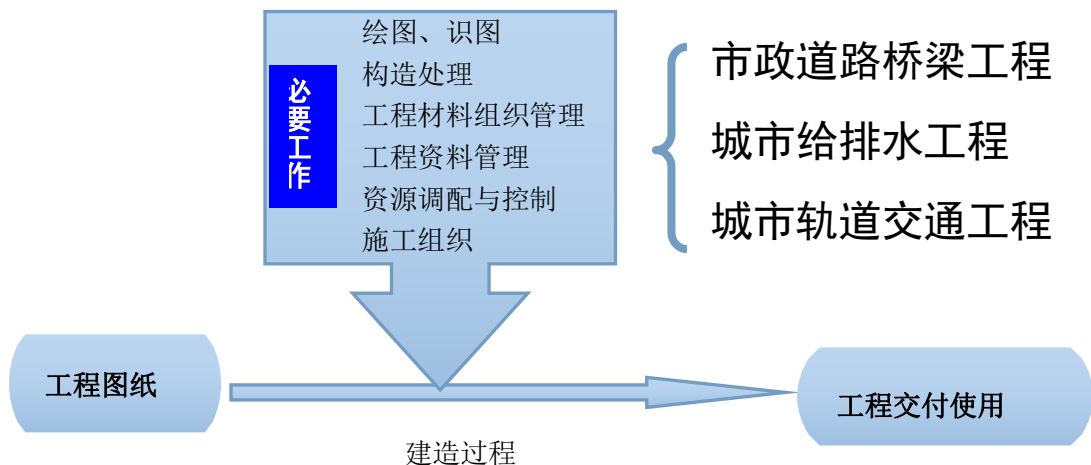 绘图、识图
构造处理
工程材料组织管理
工程资料管理
资源调配与控制
施工组织
必要工作
市政道路桥梁工程
城市给排水工程
城市轨道交通工程
工程图纸
工程交付使用
建造过程